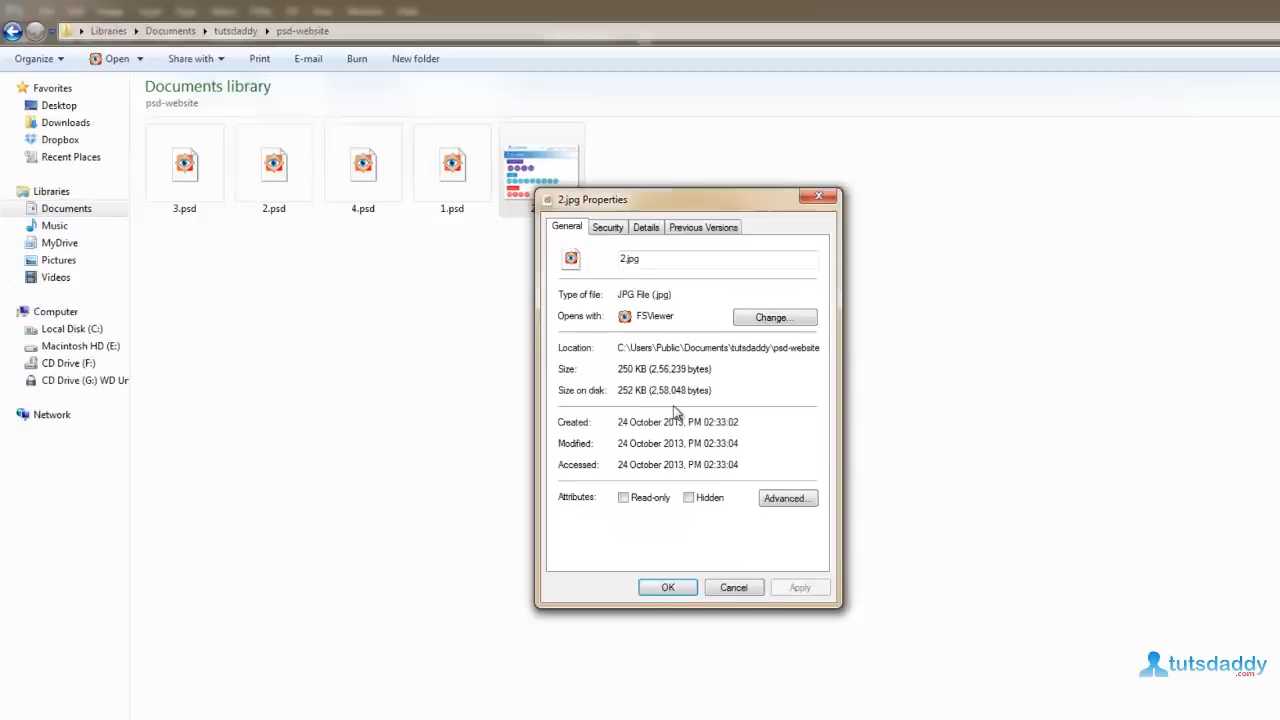 Libraries Documents tutsdaddy psd-website
Organize Open Share with Print E-mail Burn New folder
Favorites
Desktop
Downloads
Dropbox
Recent Places
Libraries
Documents
Music
MyDrive
Pictures
Videos
Computer
Local Disk (C:)
Macintosh HD (E:)
CD Drive (F:)
CD Drive (G:) WD Un
Network
Documents library
psd-website
3.psd 2.psd 4.psd 1.psd
2.jpg Properties
General Security Details Previous Versions
2.jpg
Type of file: JPG File (.jpg)
Opens with: FSViewer Change...
Location: C:\Users\Public\Documents\tutsdaddy\psd-website
Size: 250 KB (2,56,239 bytes)
Size on disk: 252 KB (2,58,048 bytes)
Created: 24 October 2013, PM 02:33:02
Modified: 24 October 2013, PM 02:33:04
Accessed: 24 October 2013, PM 02:33:04
Attributes: Read-only Hidden Advanced...
OK Cancel Apply
tutsdaddy
.com